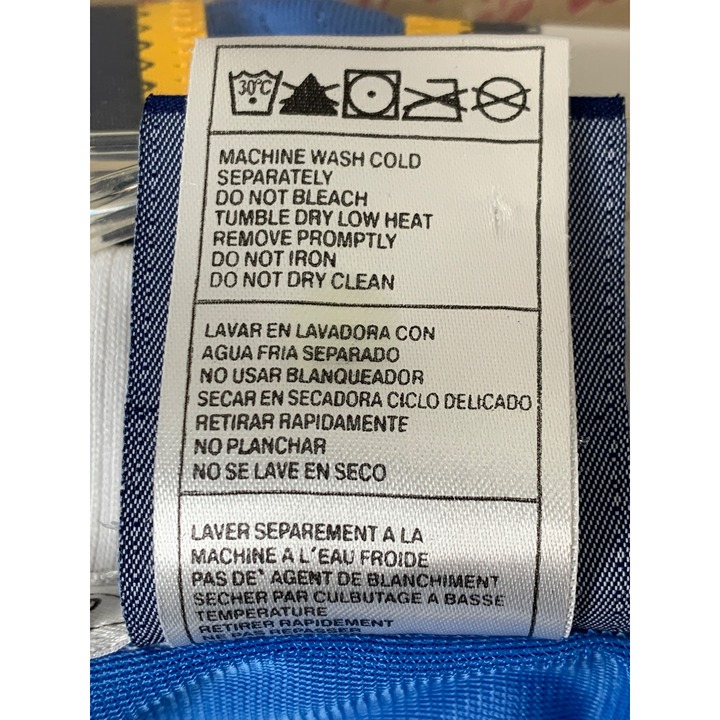 30°C
MACHINE WASH COLD
SEPARATELY
DO NOT BLEACH
TUMBLE DRY LOW HEAT
REMOVE PROMPTLY
DO NOT IRON
DO NOT DRY CLEAN
LAVAR EN LAVADORA CON
AGUA FRIA SEPARADO
NO USAR BLANQUEADOR
SECAR EN SECADORA CICLO DELICADO
RETIRAR RAPIDAMENTE
NO PLANCHAR
NO SE LAVE EN SECO
LAVER SEPAREMENT A LA
MACHINE A L'EAU FROIDE
PAS DE' AGENT DE BLANCHIMENT
SECHER PAR CULBUTAGE A BASSE
TEMPERATURE
RETIRER RAPIDEMENT
NE PAS REPASSER